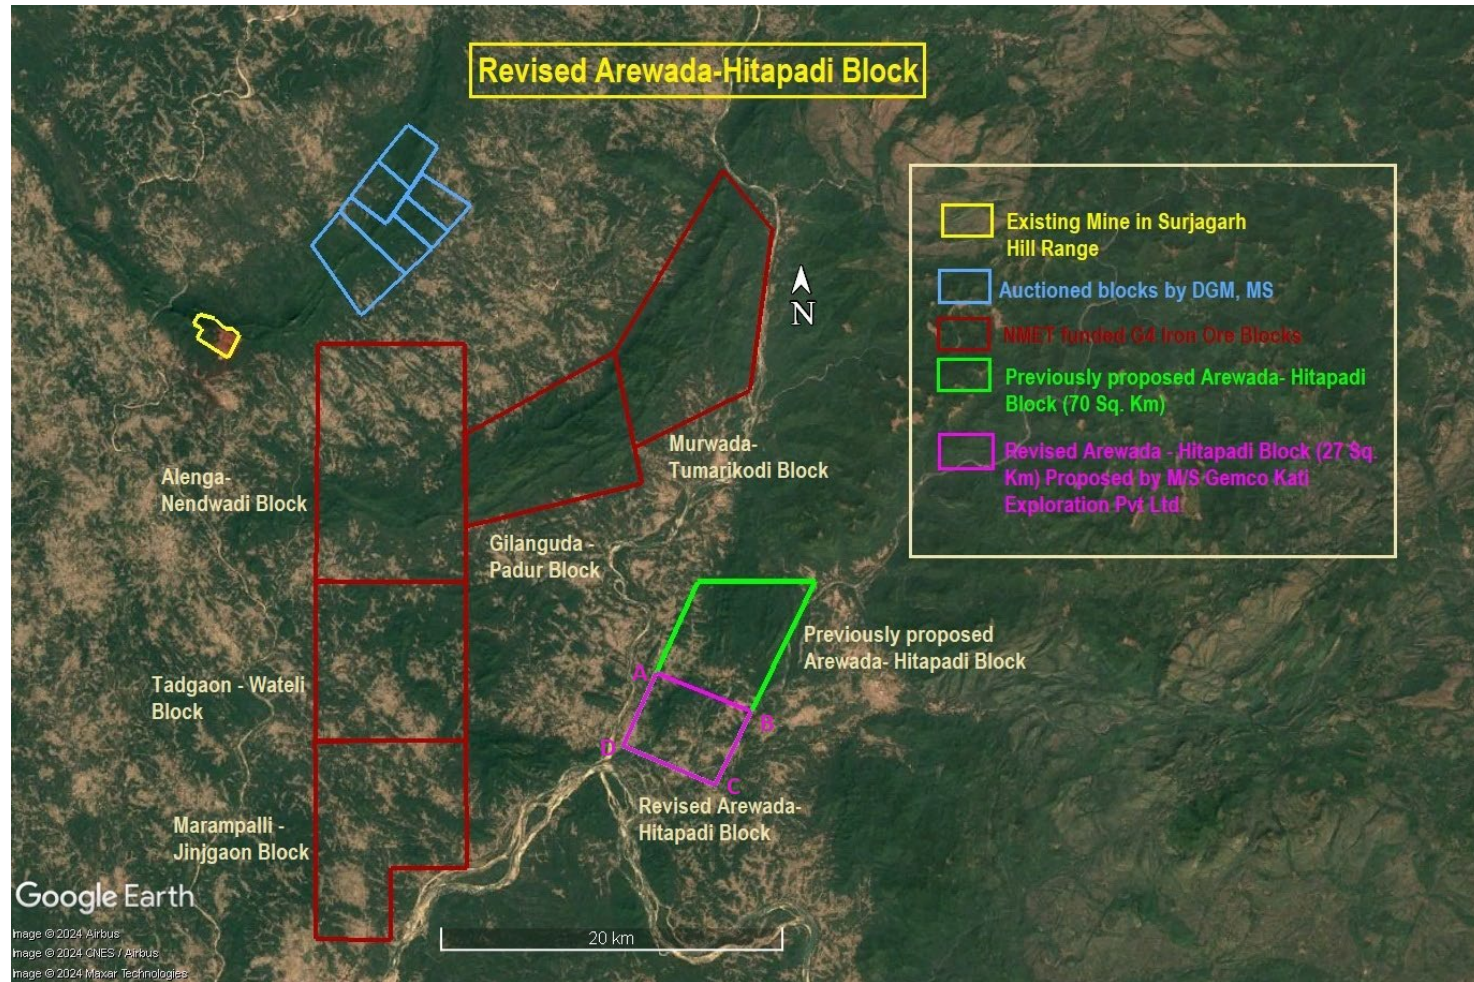 Revised Arewada-Hitapadi Block
Existing Mine in Surjagarh
Hill Range
Auctioned blocks by DGM, MS
NMET funded G4 Iron Ore Blocks
Previously proposed Arewada- Hitapadi
Block (70 Sq. Km)
Revised Arewada - Hitapadi Block (27 Sq.
Km) Proposed by M/S Gemco Kati
Exploration Pvt Ltd
N
Murwada-
Tumarikodi Block
Alenga-
Nendwadi Block
Gilanguda -
Padur Block
Previously proposed
Arewada- Hitapadi Block
A
B
Tadgaon - Wateli
Block
D
C
Revised Arewada-
Hitapadi Block
Marampalli -
Jinjgaon Block
Google Earth
Image © 2024 Airbus
Image © 2024 CNES / Airbus
Image © 2024 Maxar Technologies
20 km